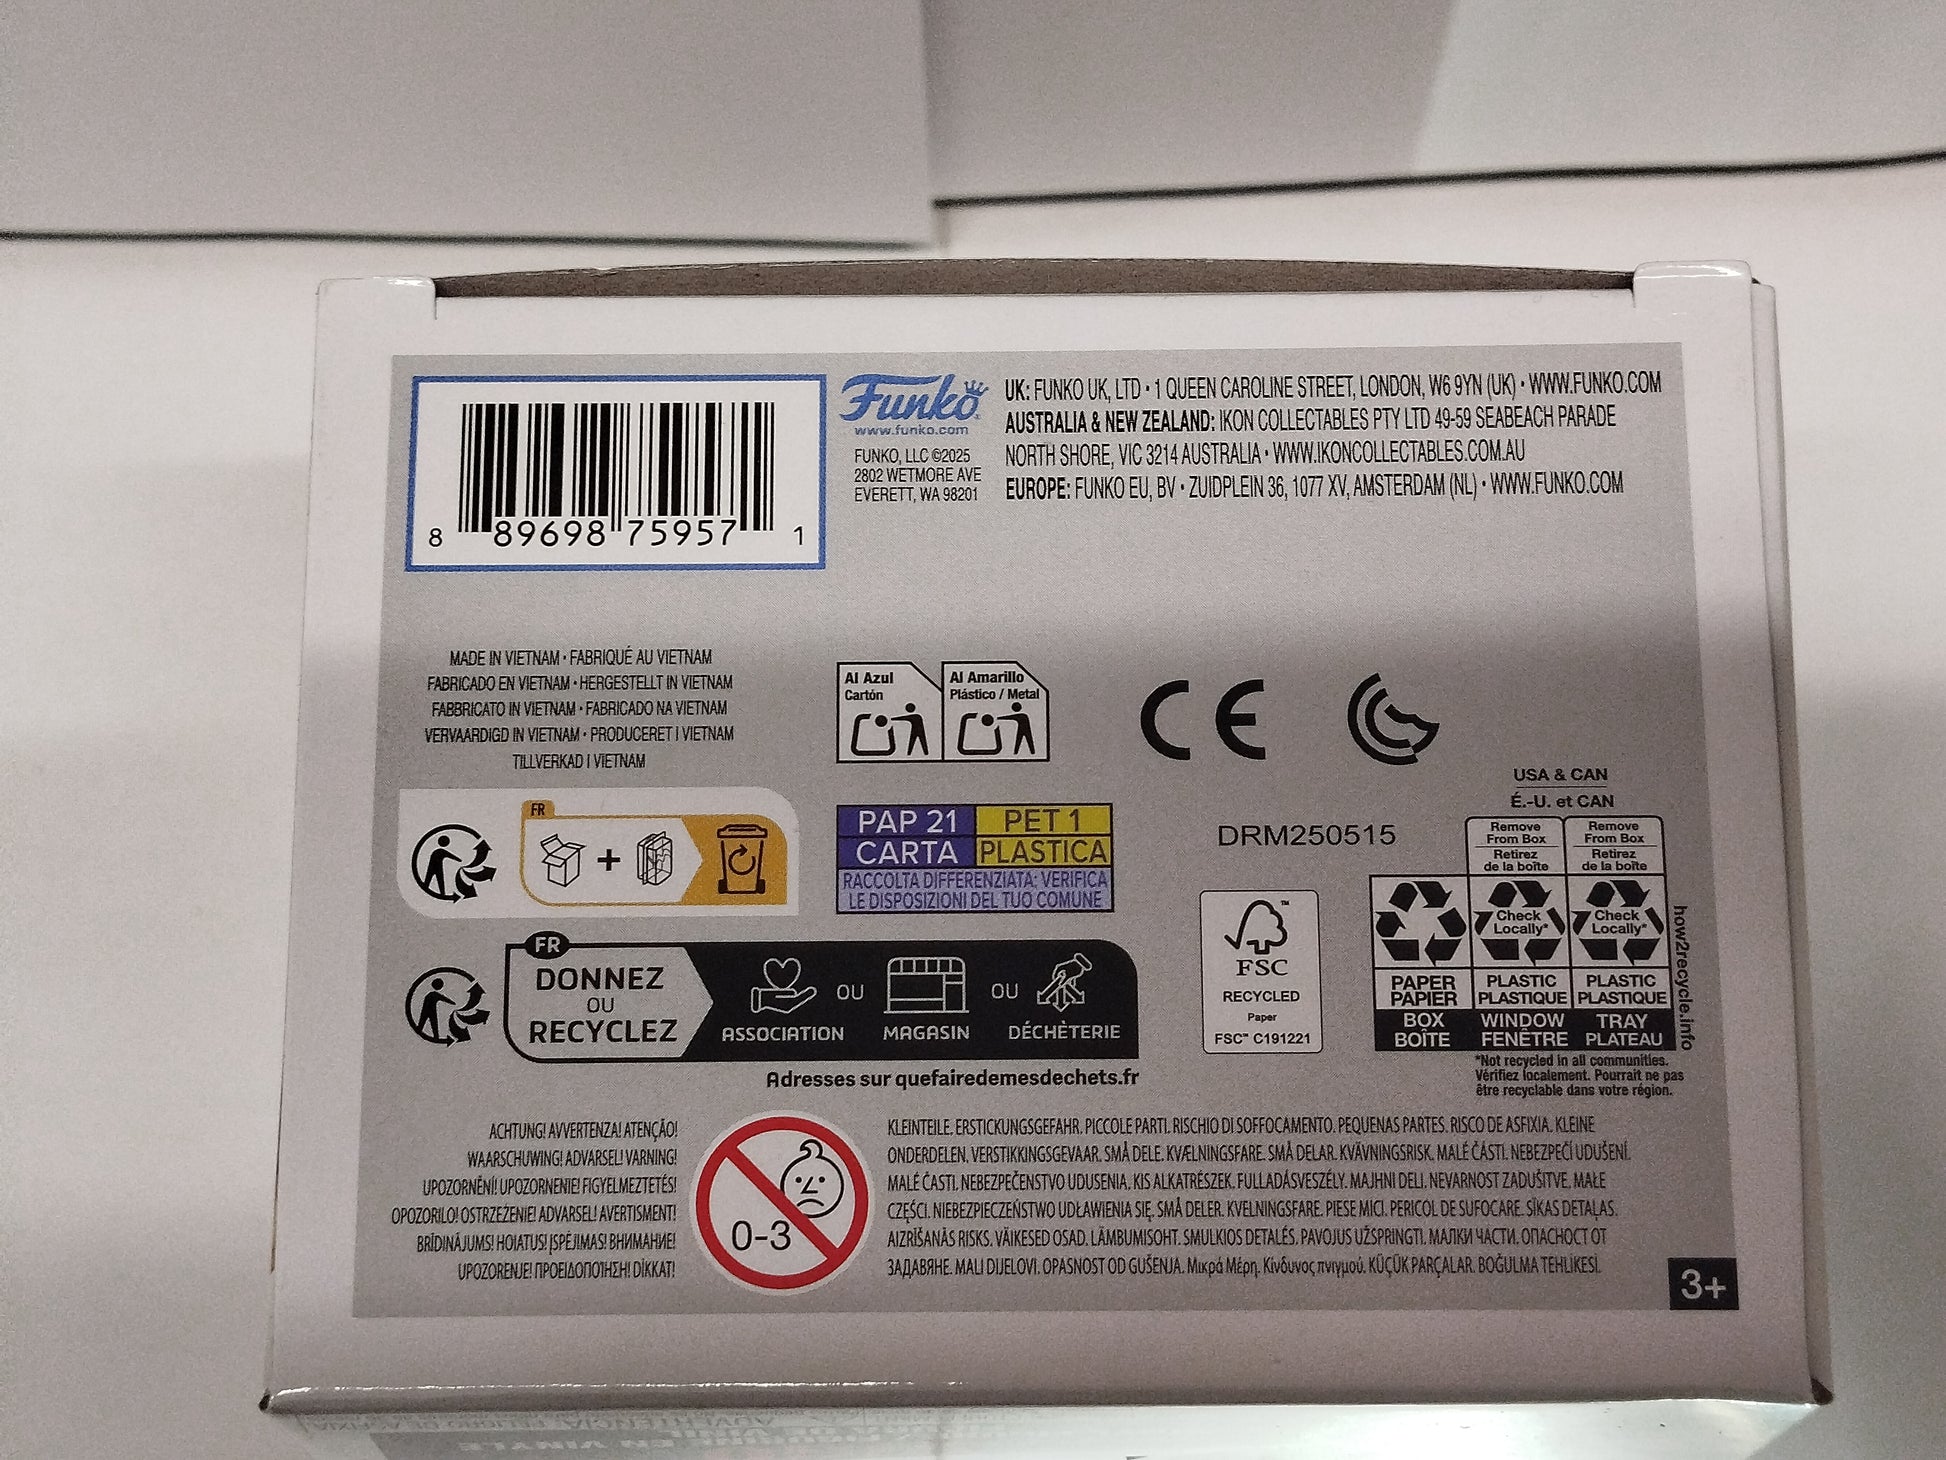 8 89698 75957 1
Funko
www.funko.com
FUNKO, LLC ©2025
2802 WETMORE AVE
EVERETT, WA 98201
UK: FUNKO UK, LTD • 1 QUEEN CAROLINE STREET, LONDON, W6 9YN (UK) • WWW.FUNKO.COM
AUSTRALIA & NEW ZEALAND: IKON COLLECTABLES PTY LTD 49-59 SEABEACH PARADE
NORTH SHORE, VIC 3214 AUSTRALIA • WWW.IKONCOLLECTABLES.COM.AU
EUROPE: FUNKO EU, BV • ZUIDPLEIN 36, 1077 XV, AMSTERDAM (NL) • WWW.FUNKO.COM
MADE IN VIETNAM • FABRIQUÉ AU VIETNAM
FABRICADO EN VIETNAM • HERGESTELLT IN VIETNAM
FABBRICATO IN VIETNAM • FABRICADO NA VIETNAM
VERVAARDIGD IN VIETNAM • PRODUCERET I VIETNAM
TILLVERKAD I VIETNAM
Al Azul
Cartón
Al Amarillo
Plástico / Metal
CE
FR
PAP 21
CARTA
PET 1
PLASTICA
RACCOLTA DIFFERENZIATA: VERIFICA
LE DISPOSIZIONI DEL TUO COMUNE
DRM250515
USA & CAN
É.-U. et CAN
Remove
From Box
Retirez
de la boîte
Remove
From Box
Retirez
de la boîte
Check
Locally*
Check
Locally*
PAPER
PAPIER
PLASTIC
PLASTIQUE
PLASTIC
PLASTIQUE
BOX
BOÎTE
WINDOW
FENÊTRE
TRAY
PLATEAU
how2recycle.info
*Not recycled in all communities.
Vérifiez localement. Pourrait ne pas
être recyclable dans votre région.
FSC™
RECYCLED
Paper
FSC™ C191221
FR
DONNEZ
OU
RECYCLEZ
ASSOCIATION
OU
MAGASIN
OU
DÉCHÈTERIE
Adresses sur quefairedemesdechets.fr
ACHTUNG! AVVERTENZA! ATENÇÃO!
WAARSCHUWING! ADVARSEL! VARNING!
UPOZORNĚNÍ! UPOZORNENIE! FIGYELMEZTETÉS!
OPOZORILO! OSTRZEŻENIE! ADVARSEL! AVERTISMENT!
BRĪDINĀJUMS! HOIATUS! ĮSPĖJIMAS! ВНИМАНИЕ!
UPOZORENJE! ΠΡΟΕΙΔΟΠΟΙΗΣΗ! DİKKAT!
0-3
KLEINTEILE. ERSTICKUNGSGEFAHR. PICCOLE PARTI. RISCHIO DI SOFFOCAMENTO. PEQUENAS PARTES. RISCO DE ASFIXIA. KLEINE
ONDERDELEN, VERSTIKKINGSGEVAAR. SMÅ DELE. KVÆLNINGSFARE. SMÅ DELAR. KVÄVNINGSRISK. MALÉ ČÁSTI. NEBEZPEČÍ UDUŠENÍ.
MALÉ ČASTI. NEBEZPEČENSTVO UDUSENIA. KIS ALKATRÉSZEK. FULLADÁSVESZÉLY. MAJHNI DELI. NEVARNOST ZADUŠITVE. MAŁE
CZĘŚCI. NIEBEZPIECZEŃSTWO UDŁAWIENIA SIĘ. SMÅ DELER. KVELNINGSFARE. PIESE MICI. PERICOL DE SUFOCARE. SĪKAS DETAĻAS.
AIZRĪŠANĀS RISKS. VÄIKESED OSAD. LÄMBUMISOHT. SMULKIOS DETALĖS. PAVOJUS UŽSPRINGTI. МАЛКИ ЧАСТИ. ОПАСНОСТ ОТ
ЗАДАВЯНЕ. MALI DIJELOVI. OPASNOST OD GUŠENJA. Μικρά Μέρη. Κίνδυνος πνιγμού. KÜÇÜK PARÇALAR. BOĞULMA TEHLİKESİ.
3+